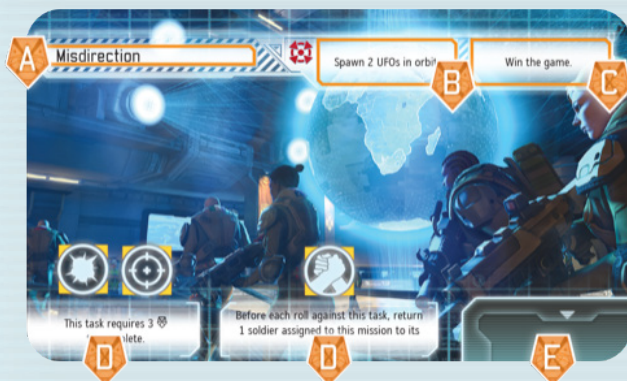 A
Misdirection
Spawn 2 UFOs in orbit
B
Win the game.
C
This task requires 3
plete.
D
Before each roll against this task, return
1 soldier assigned to this mission to its
D
E